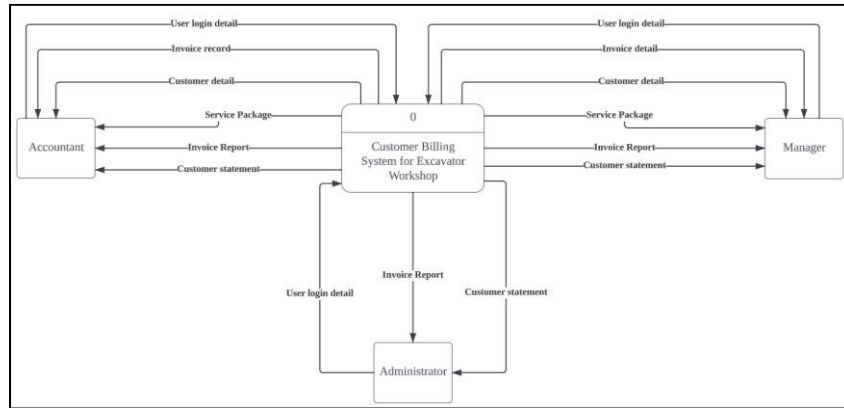 User login detail
User login detail
Invoice record
Invoice detail
Customer detail
Customer detail
Service Package
0
Service Package
Accountant
Invoice Report
Customer Billing
System for Excavator
Workshop
Invoice Report
Manager
Customer statement
Customer statement
Invoice Report
User login detail
Customer statement
Administrator